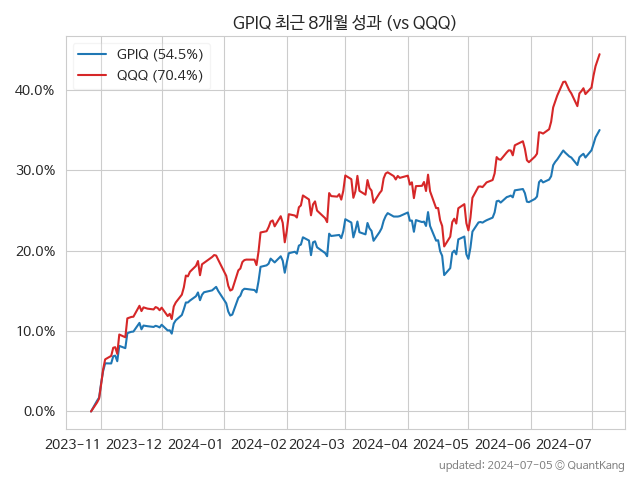 GPIQ 최근 8개월 성과 (vs QQQ)
GPIQ (54.5%)
QQQ (70.4%)
40.0%
30.0%
20.0%
10.0%
0.0%
2023-11 2023-12 2024-01 2024-02 2024-03 2024-04 2024-05 2024-06 2024-07
updated: 2024-07-05 © QuantKang